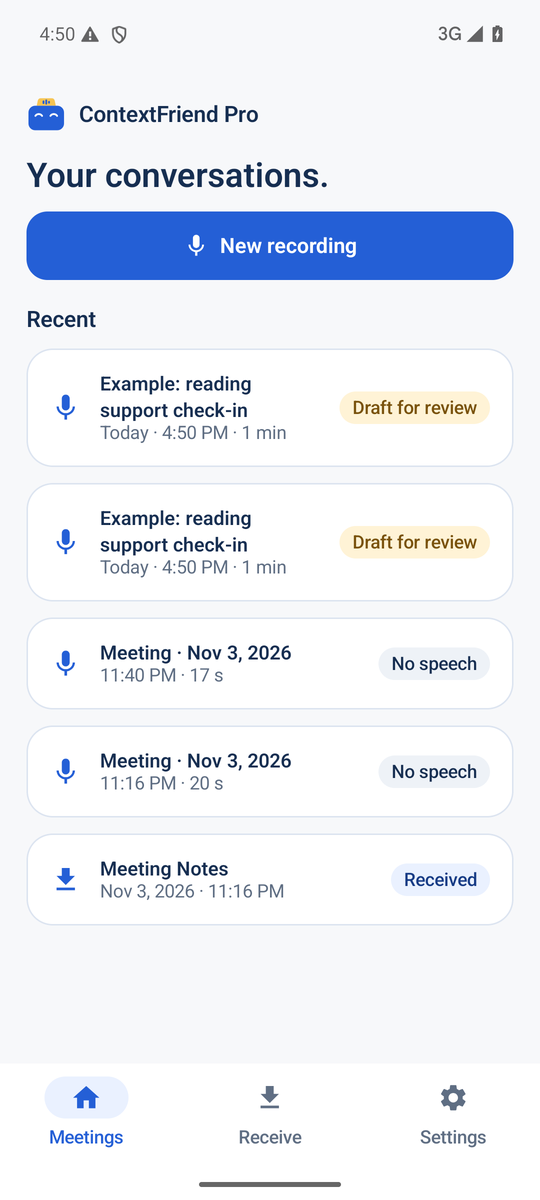 4:50
3G
ContextFriend Pro
Your conversations.
New recording
Recent
Example: reading
support check-in
Today · 4:50 PM · 1 min
Draft for review
Example: reading
support check-in
Today · 4:50 PM · 1 min
Draft for review
Meeting · Nov 3, 2026
11:40 PM · 17 s
No speech
Meeting · Nov 3, 2026
11:16 PM · 20 s
No speech
Meeting Notes
Nov 3, 2026 · 11:16 PM
Received
Meetings
Receive
Settings